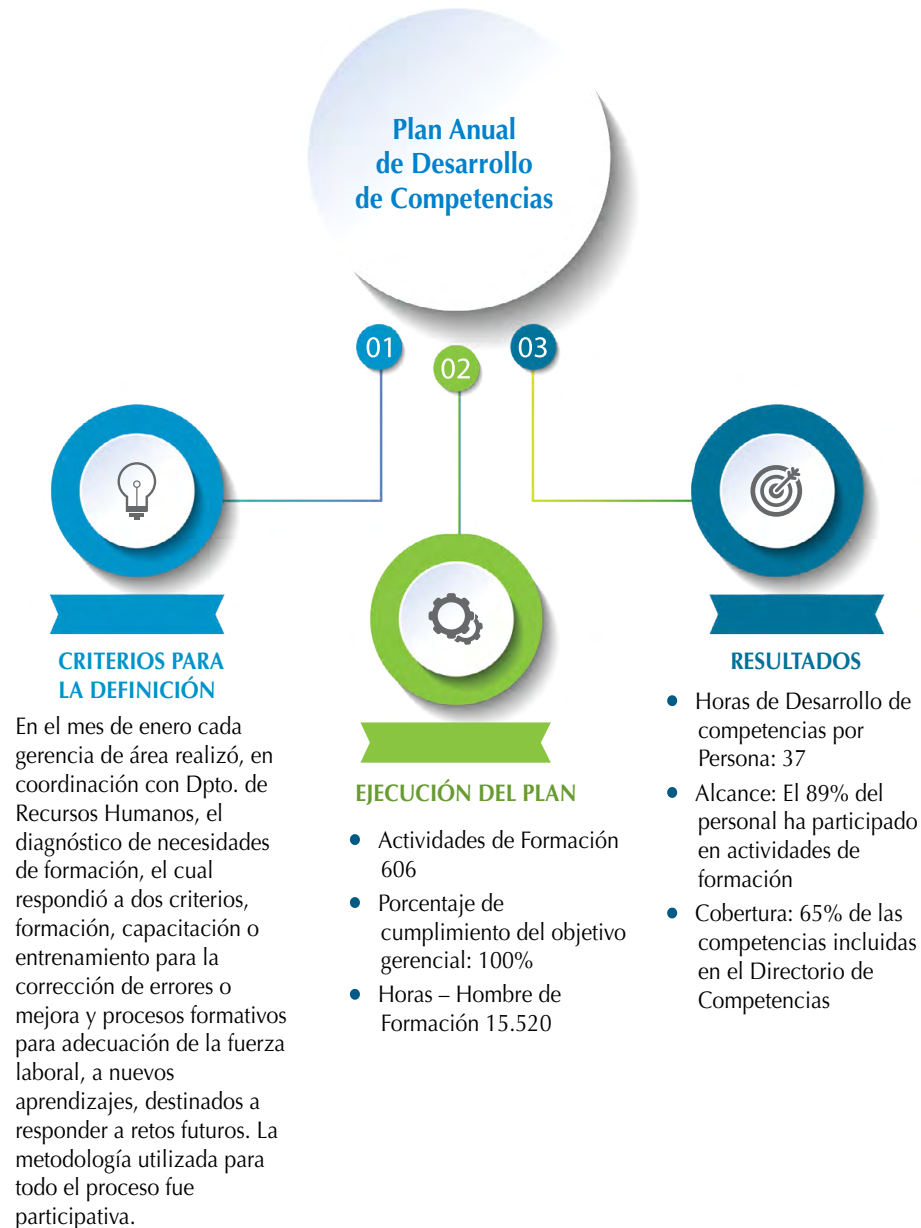 Plan Anual
de Desarrollo
de Competencias
01
02
03
CRITERIOS PARA
LA DEFINICIÓN
En el mes de enero cada
gerencia de área realizó, en
coordinación con Dpto. de
Recursos Humanos, el
diagnóstico de necesidades
de formación, el cual
respondió a dos criterios,
formación, capacitación o
entrenamiento para la
corrección de errores o
mejora y procesos formativos
para adecuación de la fuerza
laboral, a nuevos
aprendizajes, destinados a
responder a retos futuros. La
metodología utilizada para
todo el proceso fue
participativa.
EJECUCIÓN DEL PLAN
• Actividades de Formación
606
• Porcentaje de
cumplimiento del objetivo
gerencial: 100%
• Horas – Hombre de
Formación 15.520
RESULTADOS
• Horas de Desarrollo de
competencias por
Persona: 37
• Alcance: El 89% del
personal ha participado
en actividades de
formación
• Cobertura: 65% de las
competencias incluidas
en el Directorio de
Competencias